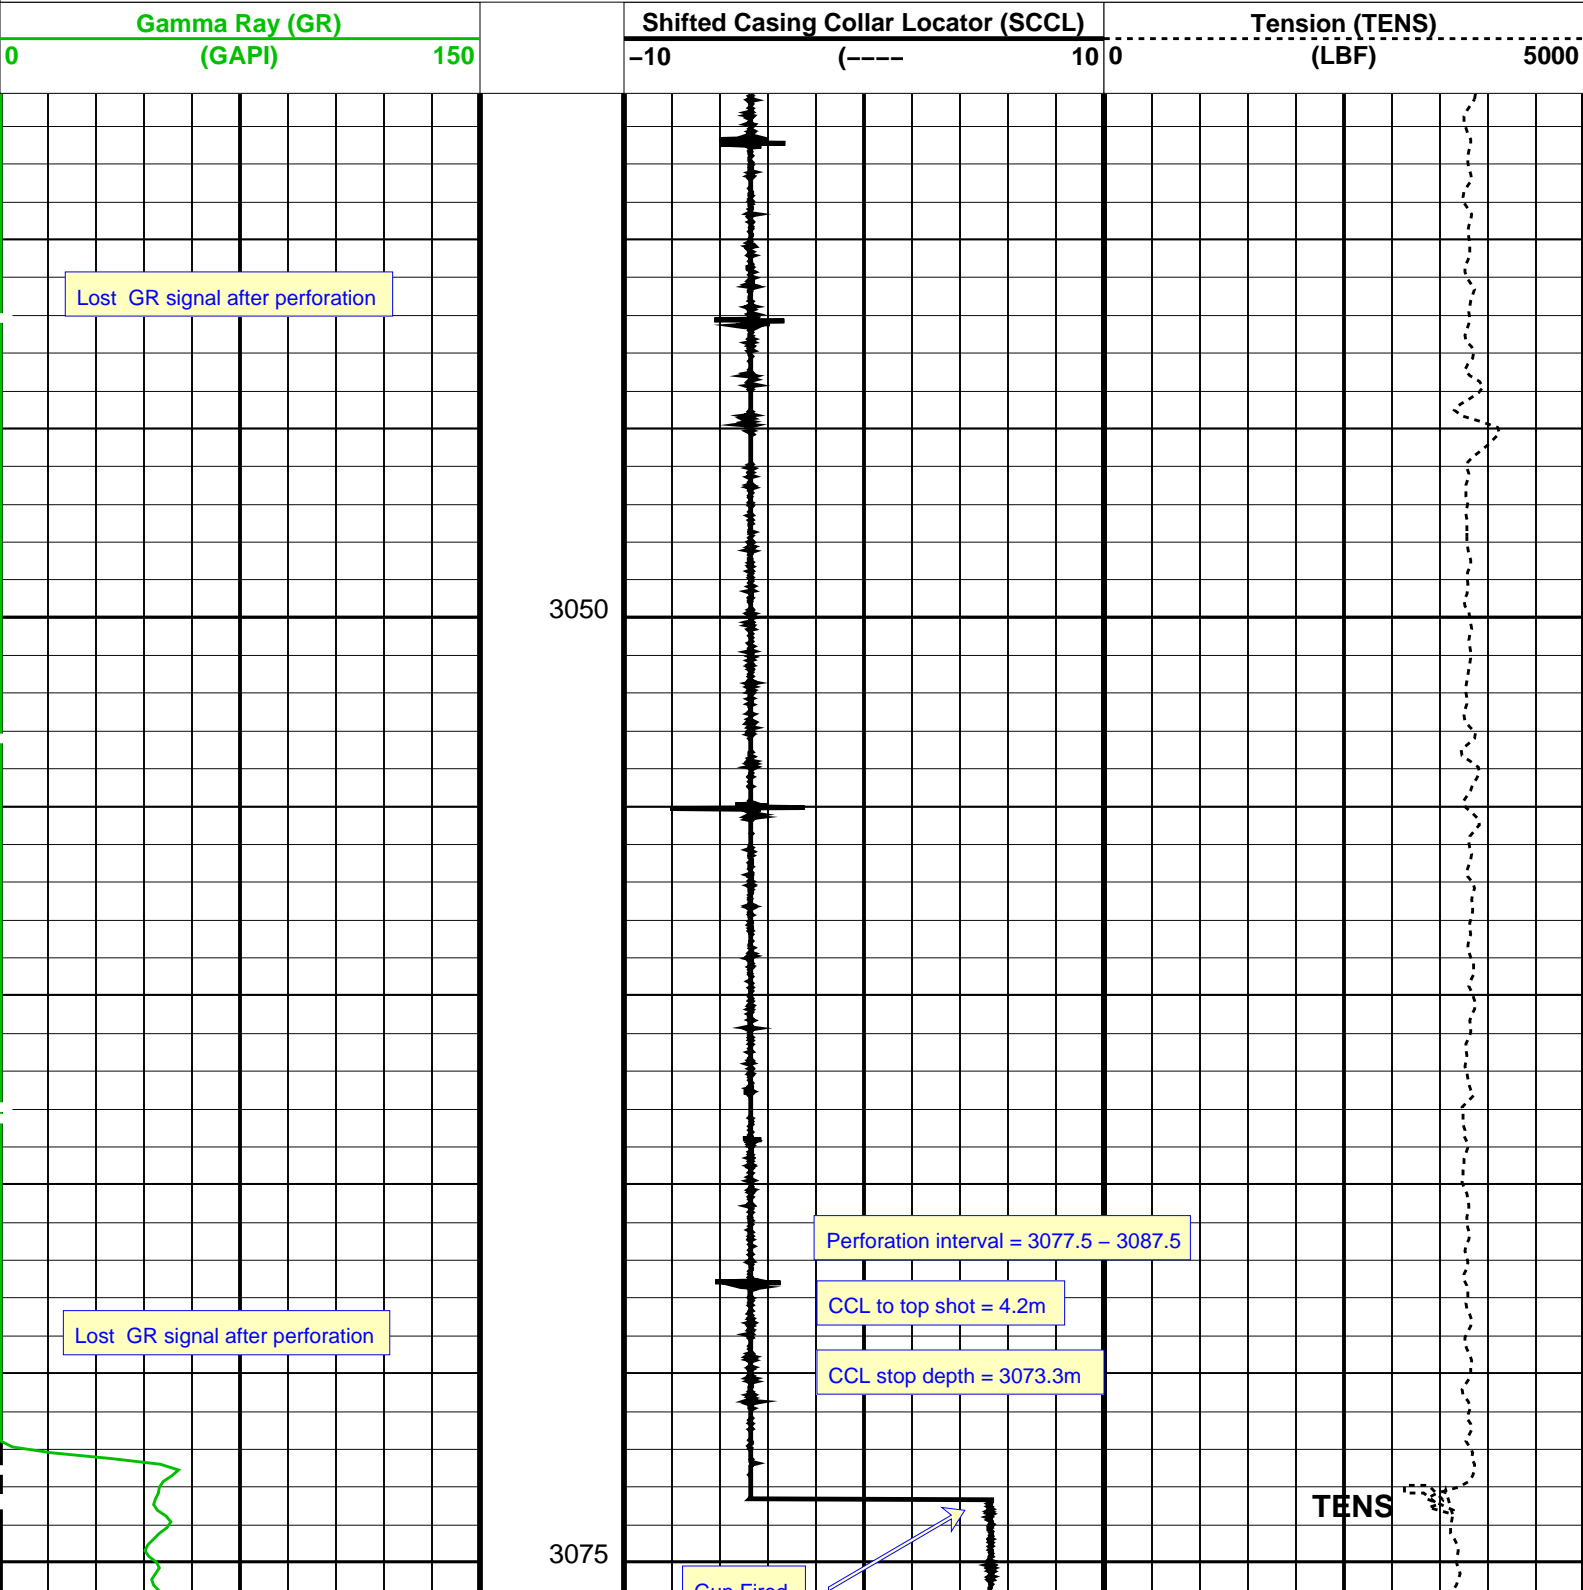 Gamma Ray (GR)
0 (GAPI) 150
Shifted Casing Collar Locator (SCCL)
−10 (−−−− 10
Tension (TENS)
0 (LBF) 5000
Lost GR signal after perforation
3050
Perforation interval = 3077.5 − 3087.5
CCL to top shot = 4.2m
Lost GR signal after perforation
CCL stop depth = 3073.3m
TENS
3075
Gun Fired